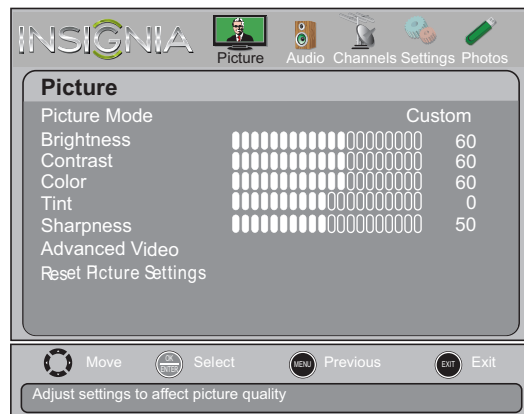 INSIGNIA
Picture Audio Channels Settings Photos
Picture
Picture Mode Custom
Brightness 60
Contrast 60
Color 60
Tint 0
Sharpness 50
Advanced Video
Reset Picture Settings
Move OK ENTER Select MENU Previous EXIT Exit
Adjust settings to affect picture quality